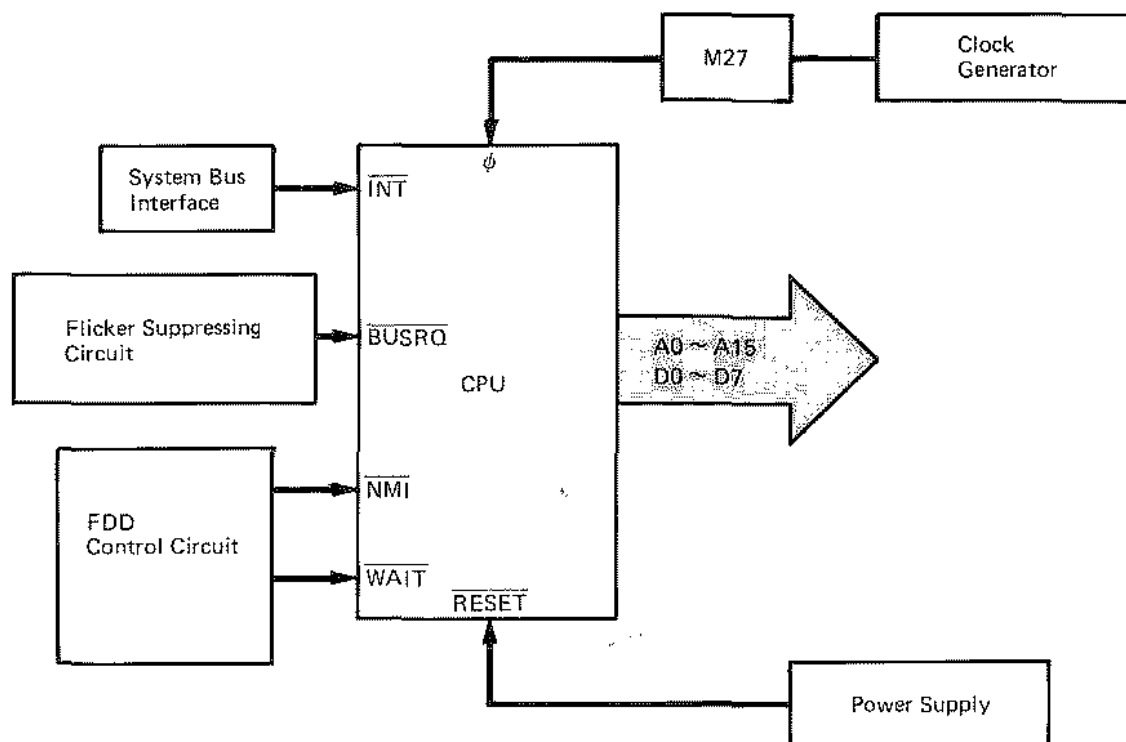 M27
Clock
Generator
φ
System Bus
Interface
INT
Flicker Suppressing
Circuit
BUSRQ
A0 ~ A15
D0 ~ D7
CPU
FDD
Control Circuit
NMI
WAIT
RESET
Power Supply